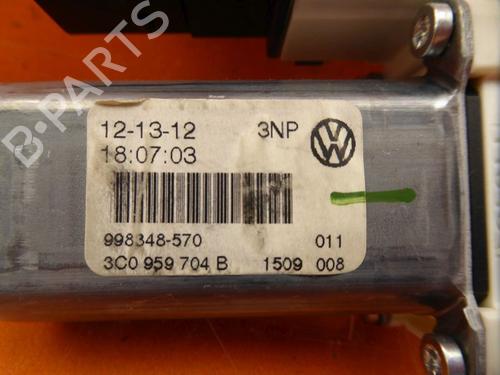 B-PARTS
12-13-12 3NP
18:07:03
998348-570 011
3C0 959 704 B 1509 008